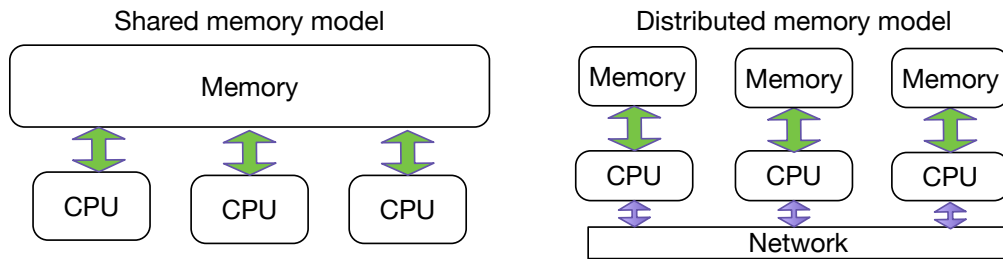 Shared memory model
Memory
CPU
CPU
CPU
Distributed memory model
Memory
Memory
Memory
CPU
CPU
CPU
Network